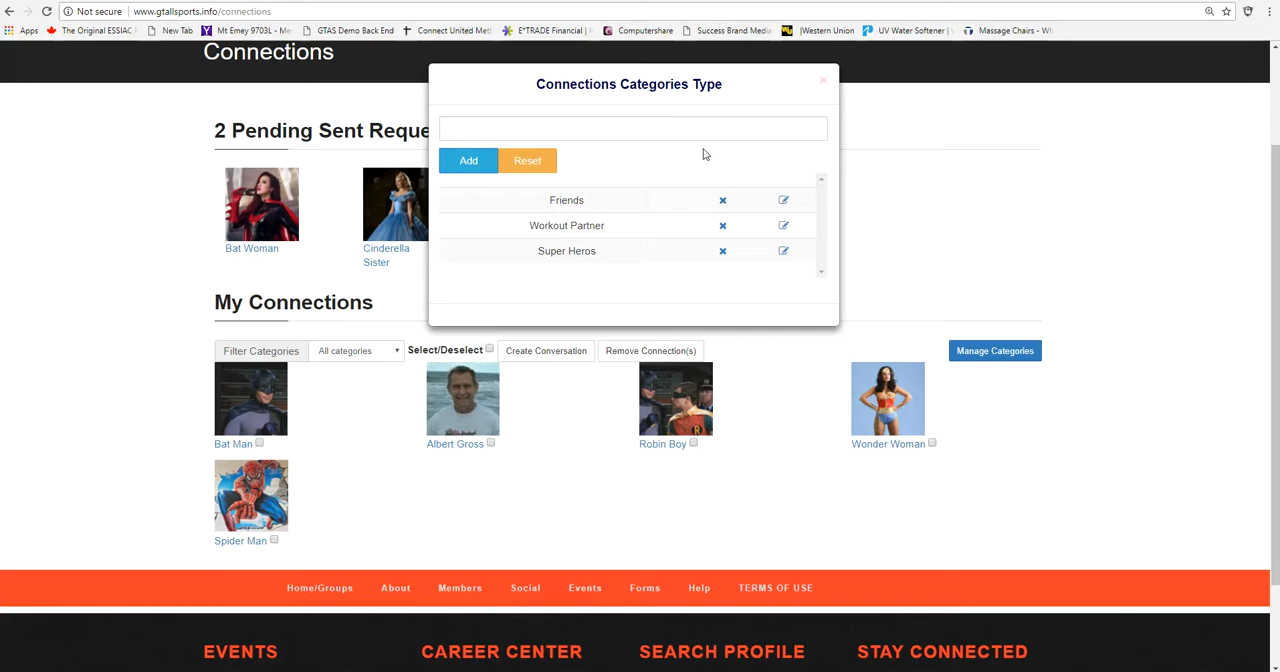 Not secure | www.gtallsports.info/connections
Apps The Original ESSIAC New Tab Mt Emey 9703L - Me GTAS Demo Back End Connect United Met E*TRADE Financial | Computershare Success Brand Media |Western Union UV Water Softener | Massage Chairs - Wh
Connections
Connections Categories Type
×
2 Pending Sent Reque
Add Reset
Friends
Workout Partner
Super Heros
Bat Woman
Cinderella
Sister
My Connections
Filter Categories All categories Select/Deselect Create Conversation Remove Connection(s) Manage Categories
Bat Man Albert Gross Robin Boy Wonder Woman
Spider Man
Home/Groups About Members Social Events Forms Help TERMS OF USE
EVENTS CAREER CENTER SEARCH PROFILE STAY CONNECTED